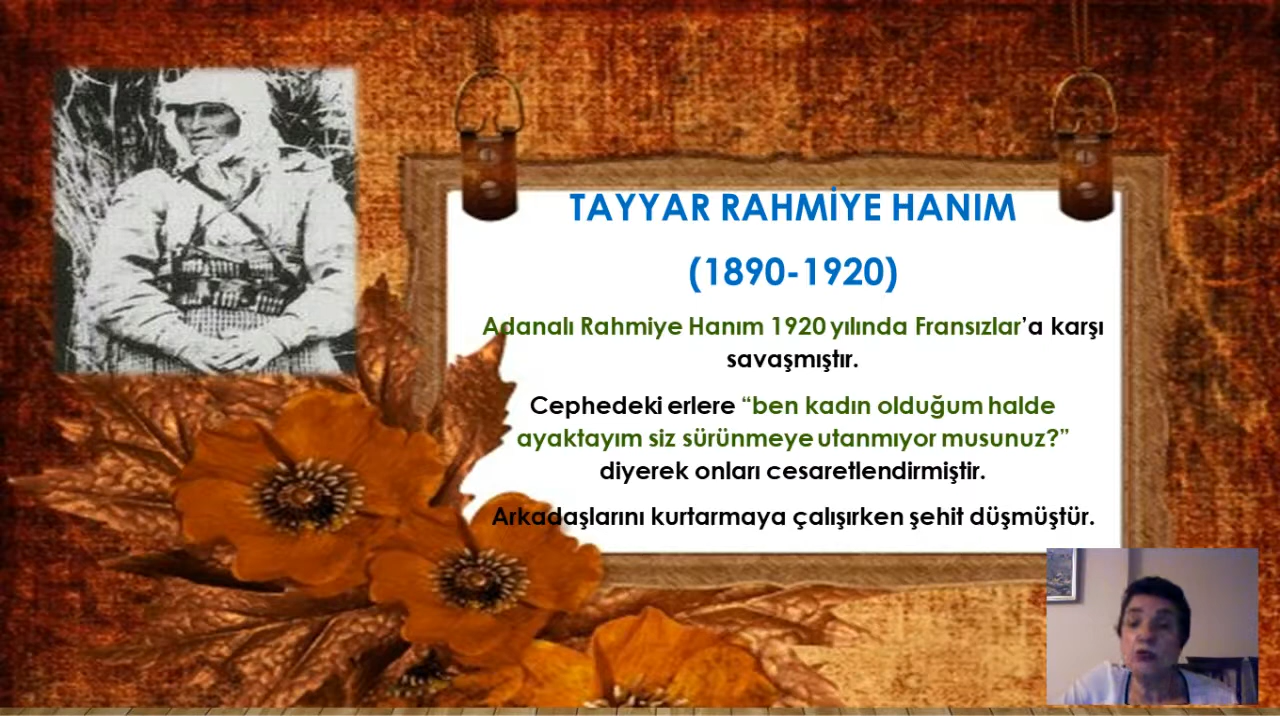 TAYYAR RAHMİYE HANIM
(1890-1920)
Adanalı Rahmiye Hanım 1920 yılında Fransızlar’a karşı
savaşmıştır.
Cephedeki erlere “ben kadın olduğum halde
ayaktayım siz sürünmeye utanmıyor musunuz?”
diyerek onları cesaretlendirmiştir.
Arkadaşlarını kurtarmaya çalışırken şehit düşmüştür.